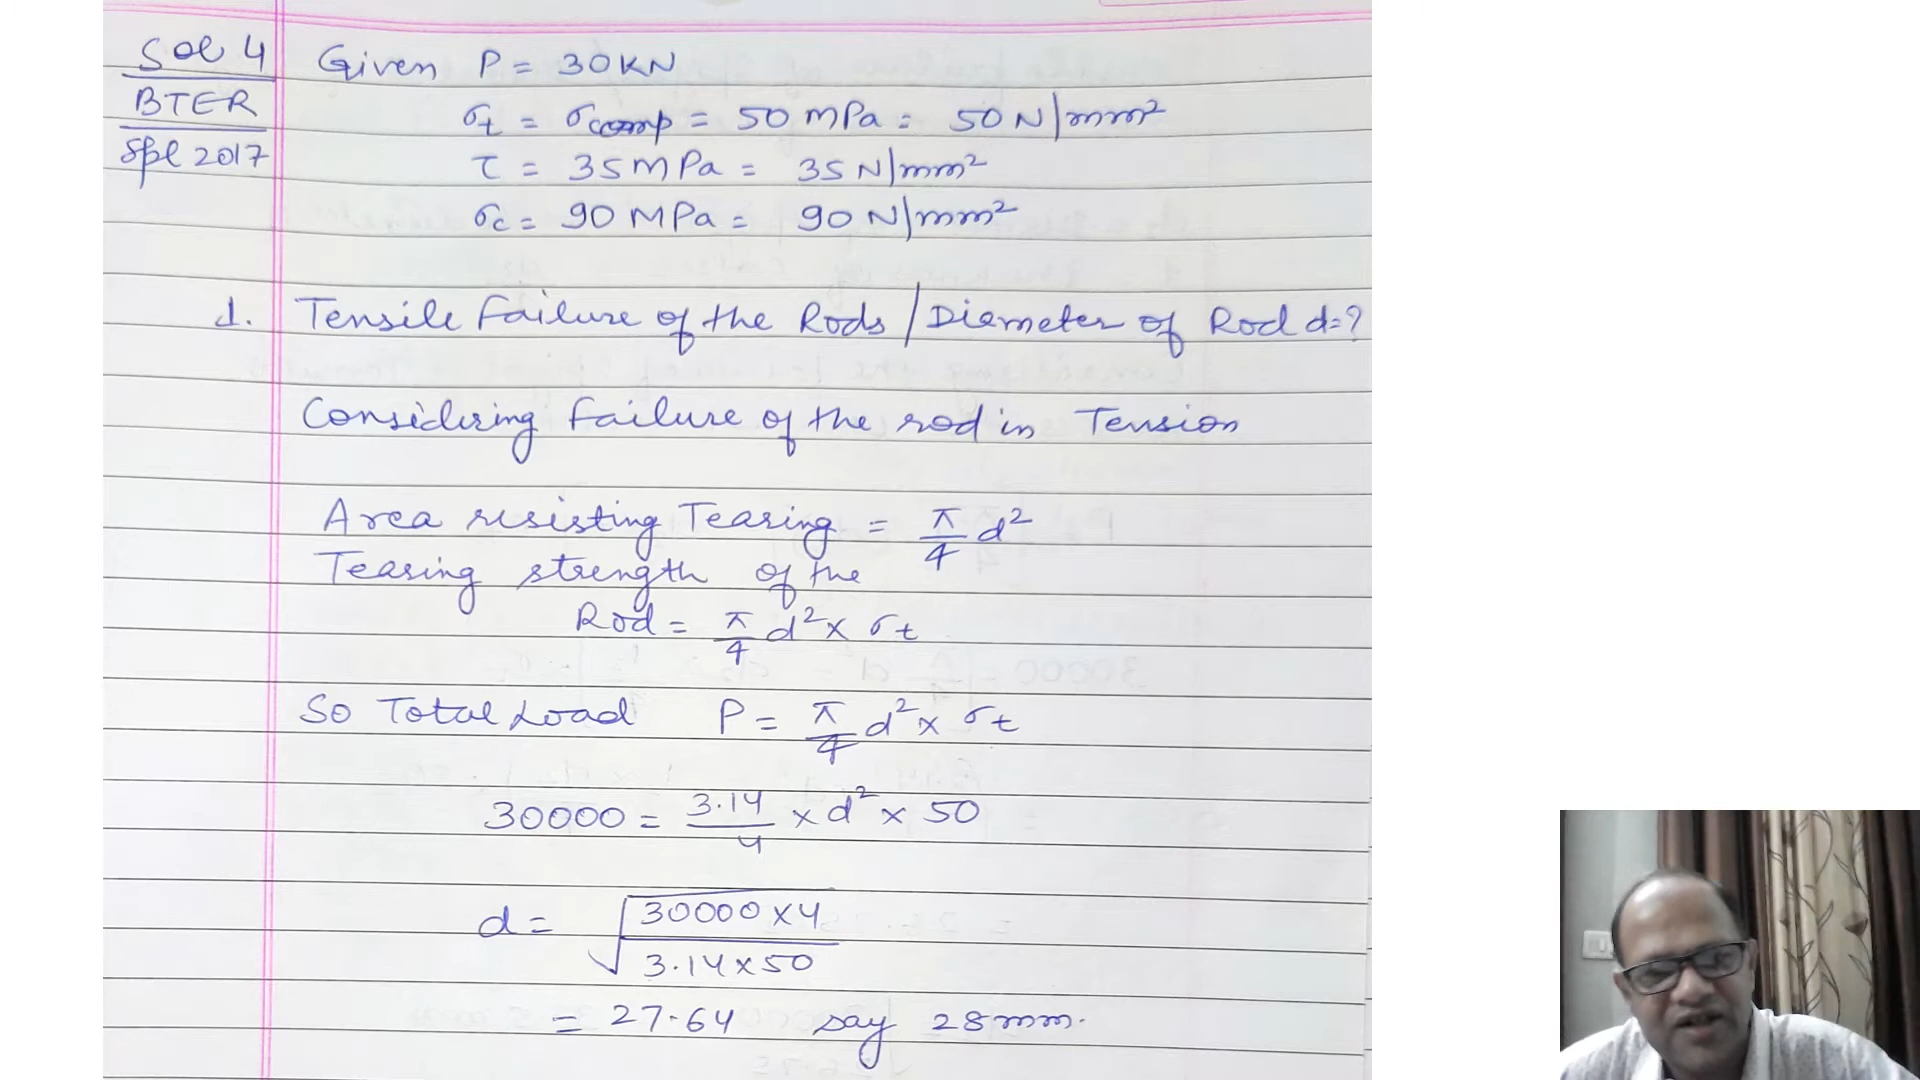 Sol 4
BTER
Spl 2017
Given P = 30KN
σt = σcomp = 50 MPa = 50 N/mm²
τ = 35 MPa = 35 N/mm²
σc = 90 MPa = 90 N/mm²
1. Tensile Failure of the Rods / Diameter of Rod d=?
Considering Failure of the rod in Tension
Area resisting Tearing = π/4 d²
Tearing strength of the
Rod = π/4 d² x σt
So Total Load P = π/4 d² x σt
30000 = 3.14/4 x d² x 50
d = √(30000 x 4 / 3.14 x 50)
= 27.64 say 28mm.